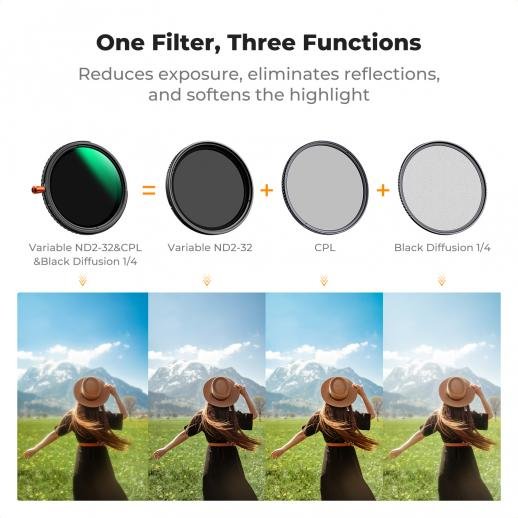 One Filter, Three Functions
Reduces exposure, eliminates reflections,
and softens the highlight
=
+
+
Variable ND2-32&CPL
&Black Diffusion 1/4
Variable ND2-32
CPL
Black Diffusion 1/4